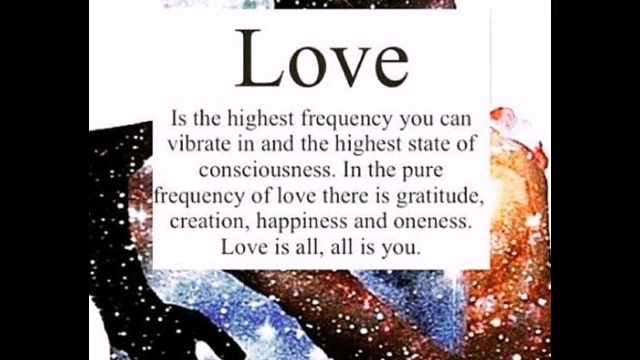 Love
Is the highest frequency you can
vibrate in and the highest state of
consciousness. In the pure
frequency of love there is gratitude,
creation, happiness and oneness.
Love is all, all is you.